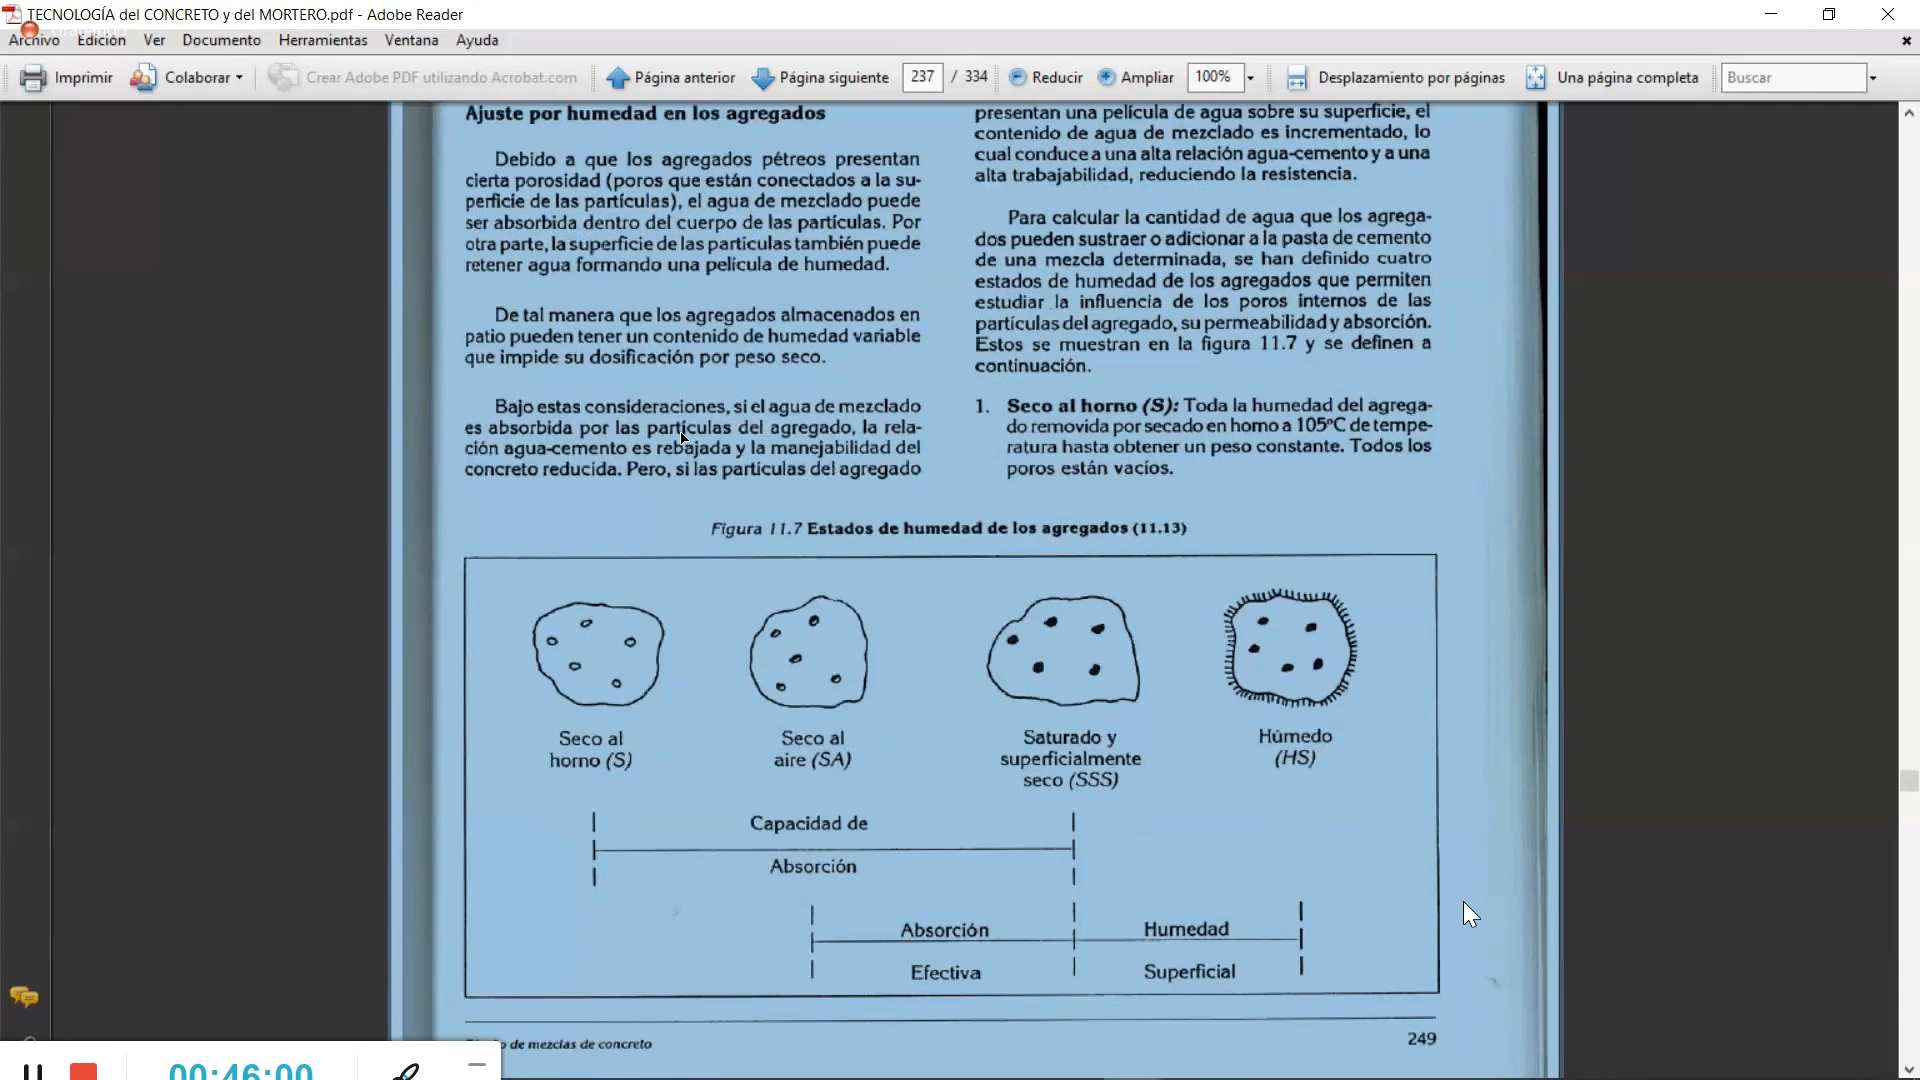 TECNOLOGÍA del CONCRETO y del MORTERO.pdf - Adobe Reader
Archivo Edición Ver Documento Herramientas Ventana Ayuda
Imprimir Colaborar Crear Adobe PDF utilizando Acrobat.com Página anterior Página siguiente 237 / 334 Reducir Ampliar 100% Desplazamiento por páginas Una página completa Buscar
Ajuste por humedad en los agregados
Debido a que los agregados pétreos presentan
cierta porosidad (poros que están conectados a la su-
perficie de las partículas), el agua de mezclado puede
ser absorbida dentro del cuerpo de las partículas. Por
otra parte, la superficie de las partículas también puede
retener agua formando una película de humedad.
De tal manera que los agregados almacenados en
patio pueden tener un contenido de humedad variable
que impide su dosificación por peso seco.
Bajo estas consideraciones, si el agua de mezclado
es absorbida por las partículas del agregado, la rela-
ción agua-cemento es rebajada y la manejabilidad del
concreto reducida. Pero, si las partículas del agregado
presentan una película de agua sobre su superficie, el
contenido de agua de mezclado es incrementado, lo
cual conduce a una alta relación agua-cemento y a una
alta trabajabilidad, reduciendo la resistencia.
Para calcular la cantidad de agua que los agrega-
dos pueden sustraer o adicionar a la pasta de cemento
de una mezcla determinada, se han definido cuatro
estados de humedad de los agregados que permiten
estudiar la influencia de los poros internos de las
partículas del agregado, su permeabilidad y absorción.
Estos se muestran en la figura 11.7 y se definen a
continuación.
1. Seco al horno (S): Toda la humedad del agrega-
do removida por secado en horno a 105ºC de tempe-
ratura hasta obtener un peso constante. Todos los
poros están vacíos.
Figura 11.7 Estados de humedad de los agregados (11.13)
Seco al
horno (S)
Seco al
aire (SA)
Saturado y
superficialmente
seco (SSS)
Húmedo
(HS)
Capacidad de
Absorción
Absorción
Efectiva
Humedad
Superficial
de mezclas de concreto
249
00:46:00